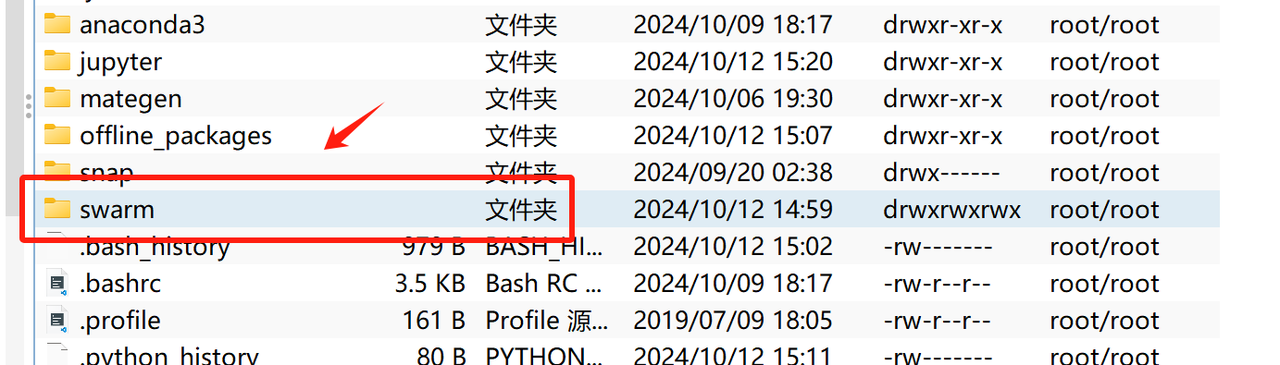 anaconda3 文件夹 2024/10/09 18:17 drwxr-xr-x root/root
jupyter 文件夹 2024/10/12 15:20 drwxr-xr-x root/root
mategen 文件夹 2024/10/06 19:30 drwxr-xr-x root/root
offline_packages 文件夹 2024/10/12 15:07 drwxr-xr-x root/root
snap 文件夹 2024/09/20 02:38 drwx------ root/root
swarm 文件夹 2024/10/12 14:59 drwxrwxrwx root/root
.bash_history 979 B BASH_HI... 2024/10/12 15:02 -rw------- root/root
.bashrc 3.5 KB Bash RC ... 2024/10/09 18:17 -rw-r--r-- root/root
.profile 161 B Profile 源... 2019/07/09 18:05 -rw-r--r-- root/root
.python_history 80 B PYTHON... 2024/10/12 15:11 -rw------- root/root